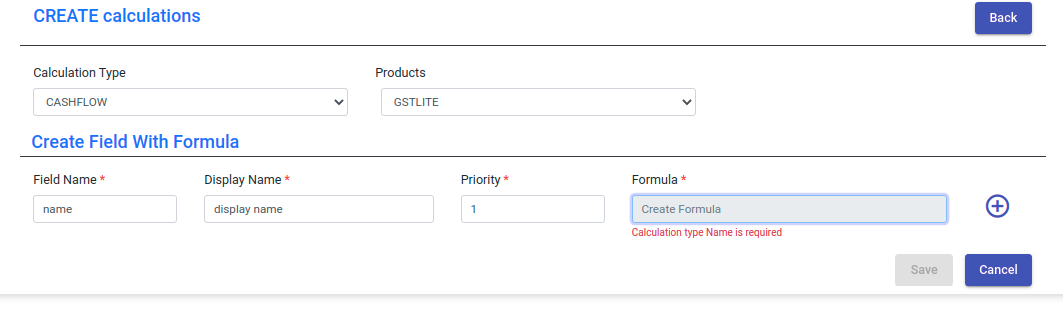 CREATE calculations
Back
Calculation Type
Products
CASHFLOW
GSTLITE
Create Field With Formula
Field Name *
Display Name *
Priority *
Formula *
name
display name
1
Create Formula
Calculation type Name is required
Save
Cancel